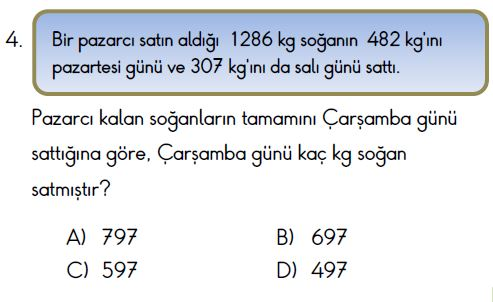 4. Bir pazarcı satın aldığı 1286 kg soğanın 482 kg'ını
pazartesi günü ve 307 kg'ını da salı günü sattı.
Pazarcı kalan soğanların tamamını Çarşamba günü
sattığına göre, Çarşamba günü kaç kg soğan
satmıştır?
A) 797 B) 697
C) 597 D) 497